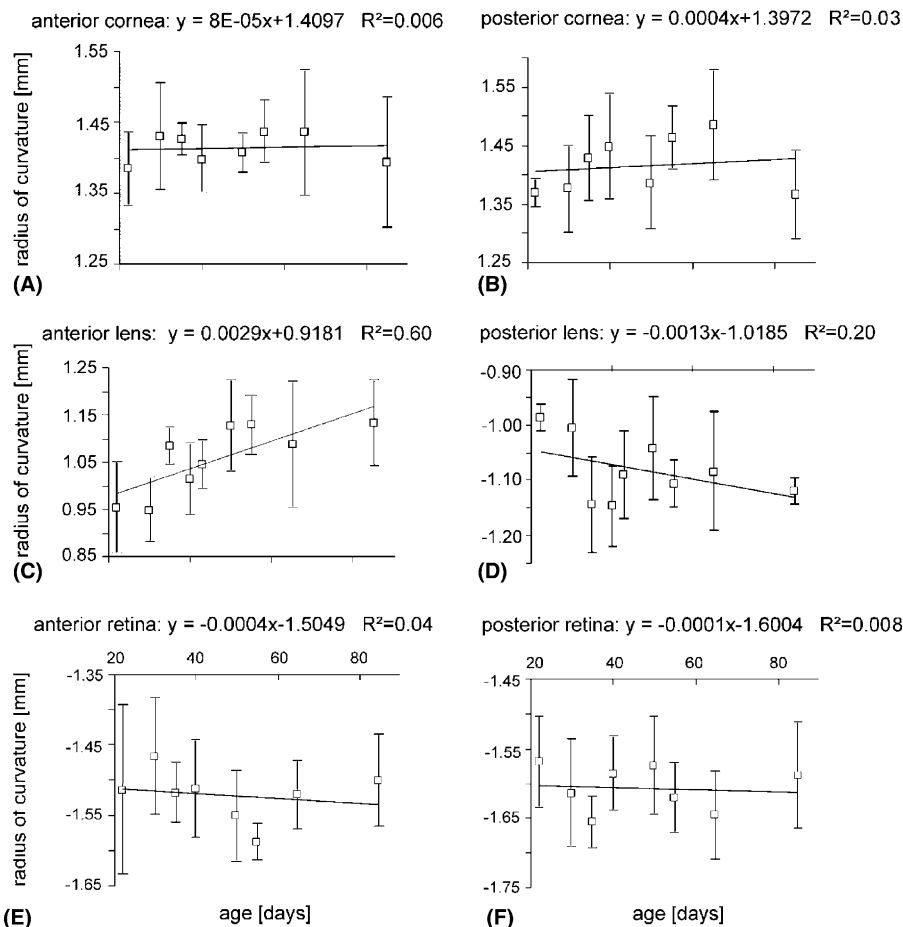 anterior cornea: y = 8E-05x+1.4097 R²=0.006
posterior cornea: y = 0.0004x+1.3972 R²=0.03
radius of curvature [mm]
1.55
1.45
1.35
1.25
(A)
1.55
1.45
1.35
1.25
(B)
anterior lens: y = 0.0029x+0.9181 R²=0.60
posterior lens: y = -0.0013x-1.0185 R²=0.20
radius of curvature [mm]
1.25
1.15
1.05
0.95
0.85
(C)
-0.90
-1.00
-1.10
-1.20
(D)
anterior retina: y = -0.0004x-1.5049 R²=0.04
posterior retina: y = -0.0001x-1.6004 R²=0.008
radius of curvature [mm]
20 40 60 80
-1.35
-1.45
-1.55
-1.65
(E)
age [days]
20 40 60 80
-1.45
-1.55
-1.65
-1.75
(F)
age [days]